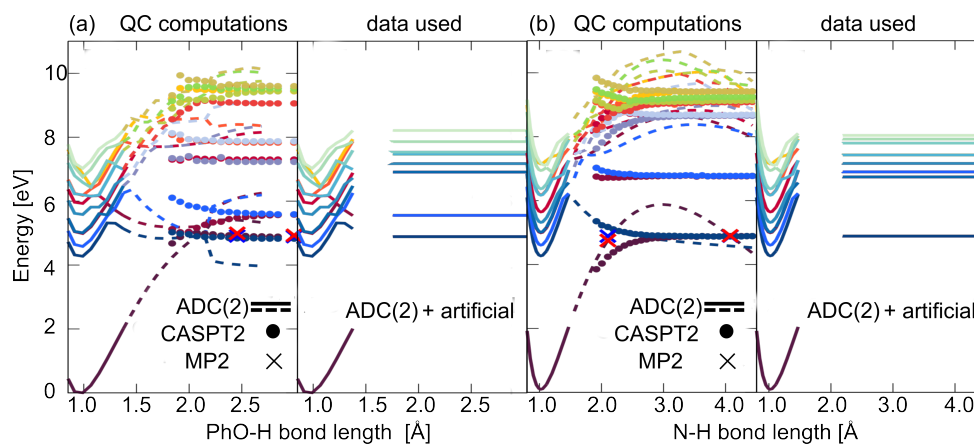 (a) QC computations data used (b) QC computations data used
10
8
6
4
2
0
Energy [eV]
ADC(2)
CASPT2
MP2
ADC(2) + artificial
ADC(2)
CASPT2
MP2
ADC(2) + artificial
1.0 1.5 2.0 2.5 1.0 1.5 2.0 2.5 1.0 2.0 3.0 4.0 1.0 2.0 3.0 4.0
PhO-H bond length [Å] N-H bond length [Å]